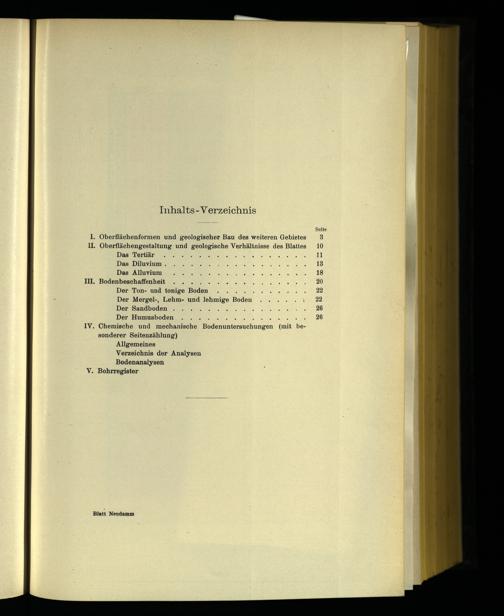 Inhalts-Verzeichnis
Seite
I. Oberflächenformen und geologischer Bau des weiteren Gebietes 3
II. Oberflächengestaltung und geologische Verhältnisse des Blattes 10
Das Tertiär . . . . . . . . . . . . . . . 11
Das Diluvium . . . . . . . . . . . . . . . 13
Das Alluvium . . . . . . . . . . . . . . 18
III. Bodenbeschaffenheit . . . . . . . . . . . . . . . 20
Der Ton- und tonige Boden . . . . . . . . . . 22
Der Mergel-, Lehm- und lehmige Boden . . . . . . 22
Der Sandboden . . . . . . . . . . . . . . 26
Der Humusboden . . . . . . . . . . . . . 26
IV. Chemische und mechanische Bodenuntersuchungen (mit be-
sonderer Seitenzählung)
Allgemeines
Verzeichnis der Analysen
Bodenanalysen
V. Bohrregister
Blatt Neudamm